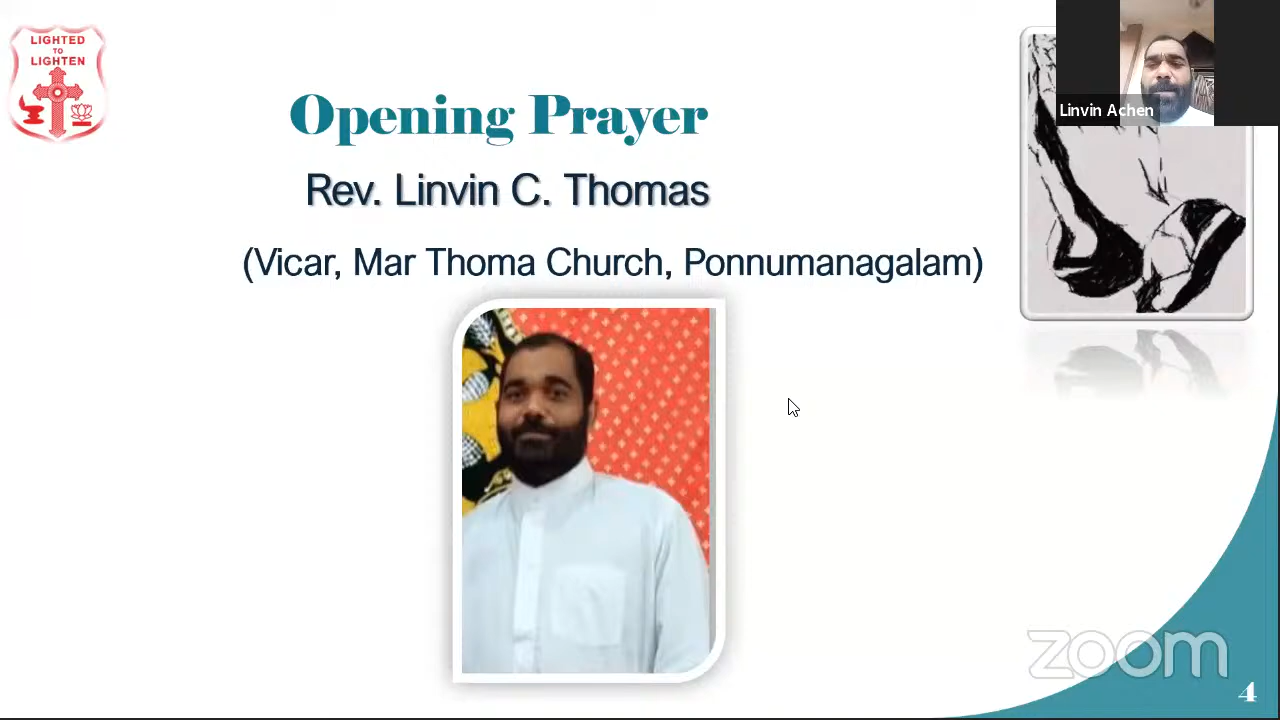 LIGHTED
TO
LIGHTEN
Opening Prayer
Rev. Linvin C. Thomas
(Vicar, Mar Thoma Church, Ponnumanagalam)
Linvin Achen
zoom
4